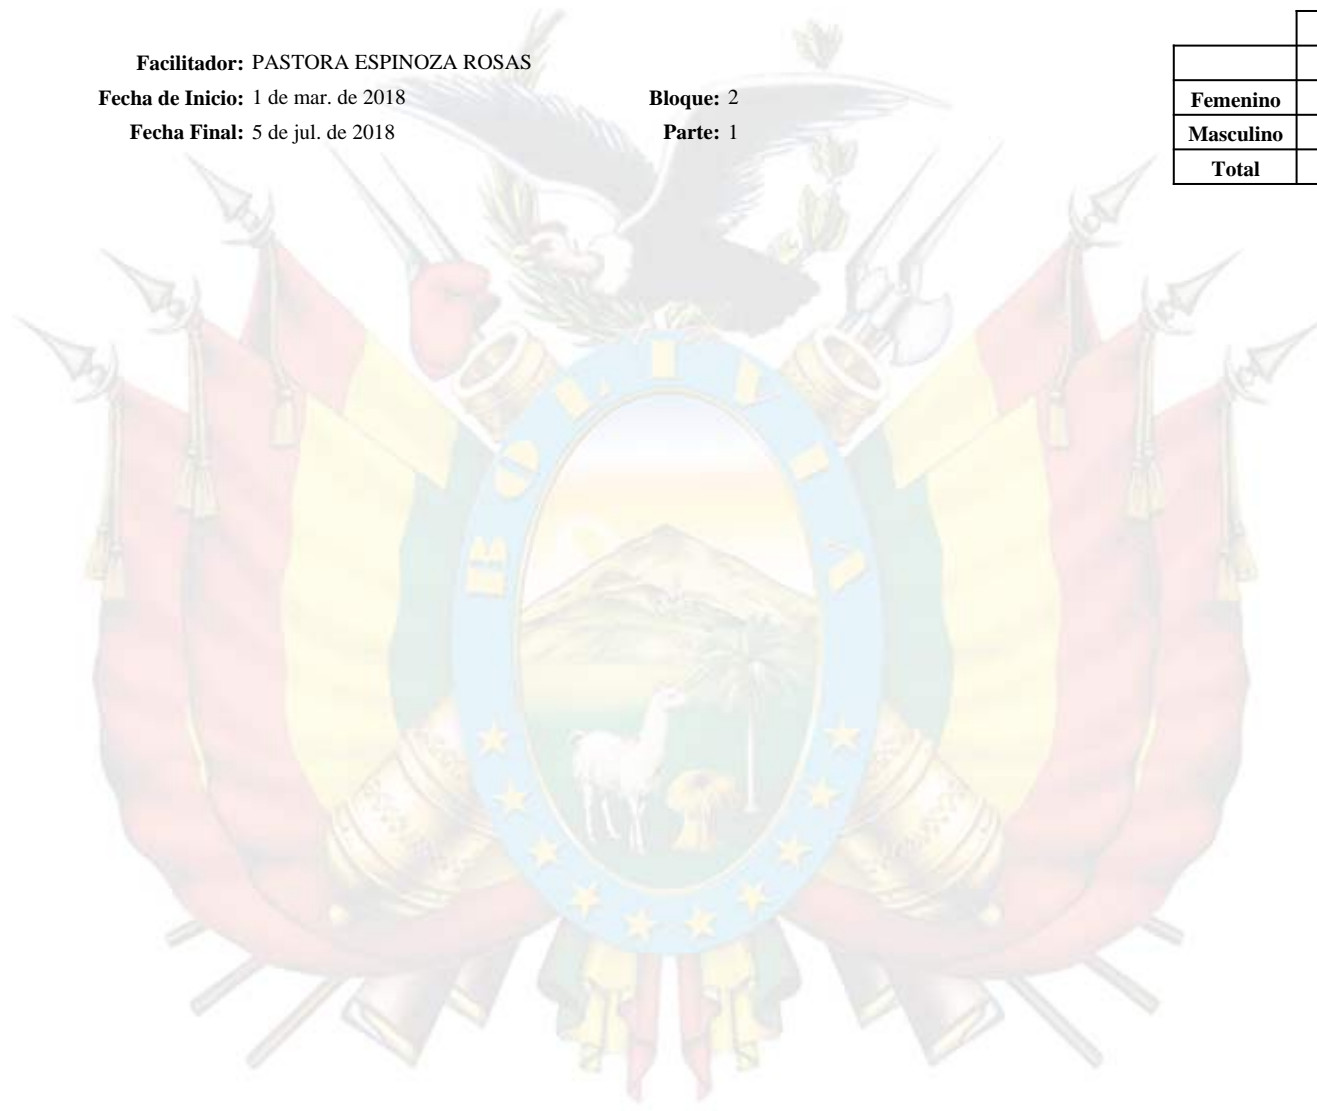 Facilitador: PASTORA ESPINOZA ROSAS
Fecha de Inicio: 1 de mar. de 2018 Bloque: 2
Fecha Final: 5 de jul. de 2018 Parte: 1
Femenino
Masculino
Total
BOLIVIA